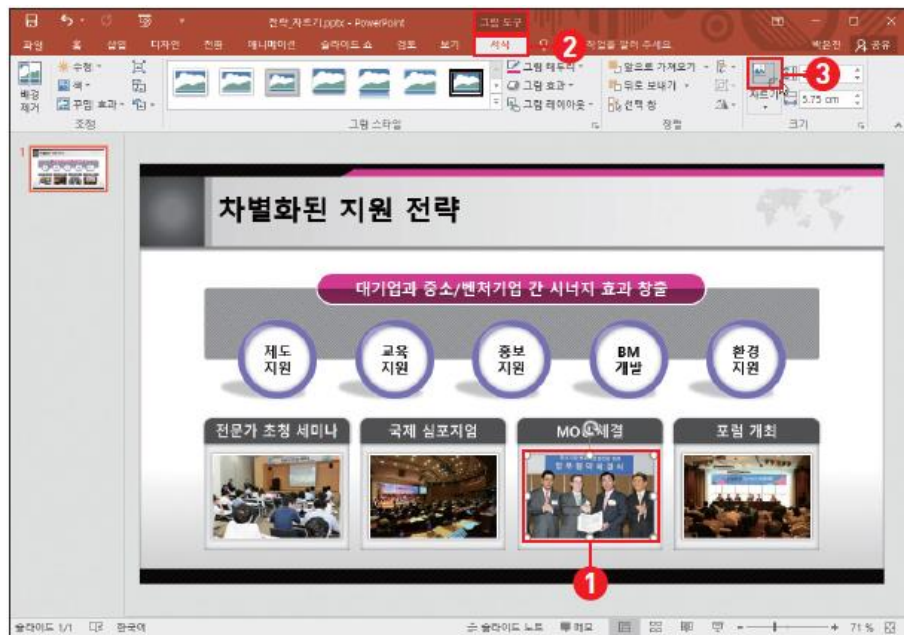 전략_자르기.pptx - PowerPoint
그림 도구
파일 홈 삽입 디자인 전환 애니메이션 슬라이드 쇼 검토 보기 서식 2 작업을 알려 주세요. 박은진 공유
배경 제거
수정
색
꾸밈 효과
그림 테두리
그림 효과
그림 레이아웃
앞으로 가져오기
뒤로 보내기
선택 창
자르기
3
5.75 cm
조정 그림 스타일 정렬 크기
1
차별화된 지원 전략
대기업과 중소/벤처기업 간 시너지 효과 창출
제도 교육 홍보 BM 환경
지원 지원 지원 개발 지원
전문가 초청 세미나 국제 심포지엄 MOU 체결 포럼 개최
1
슬라이드 1/1 한국어 슬라이드 노트 메모 71 %